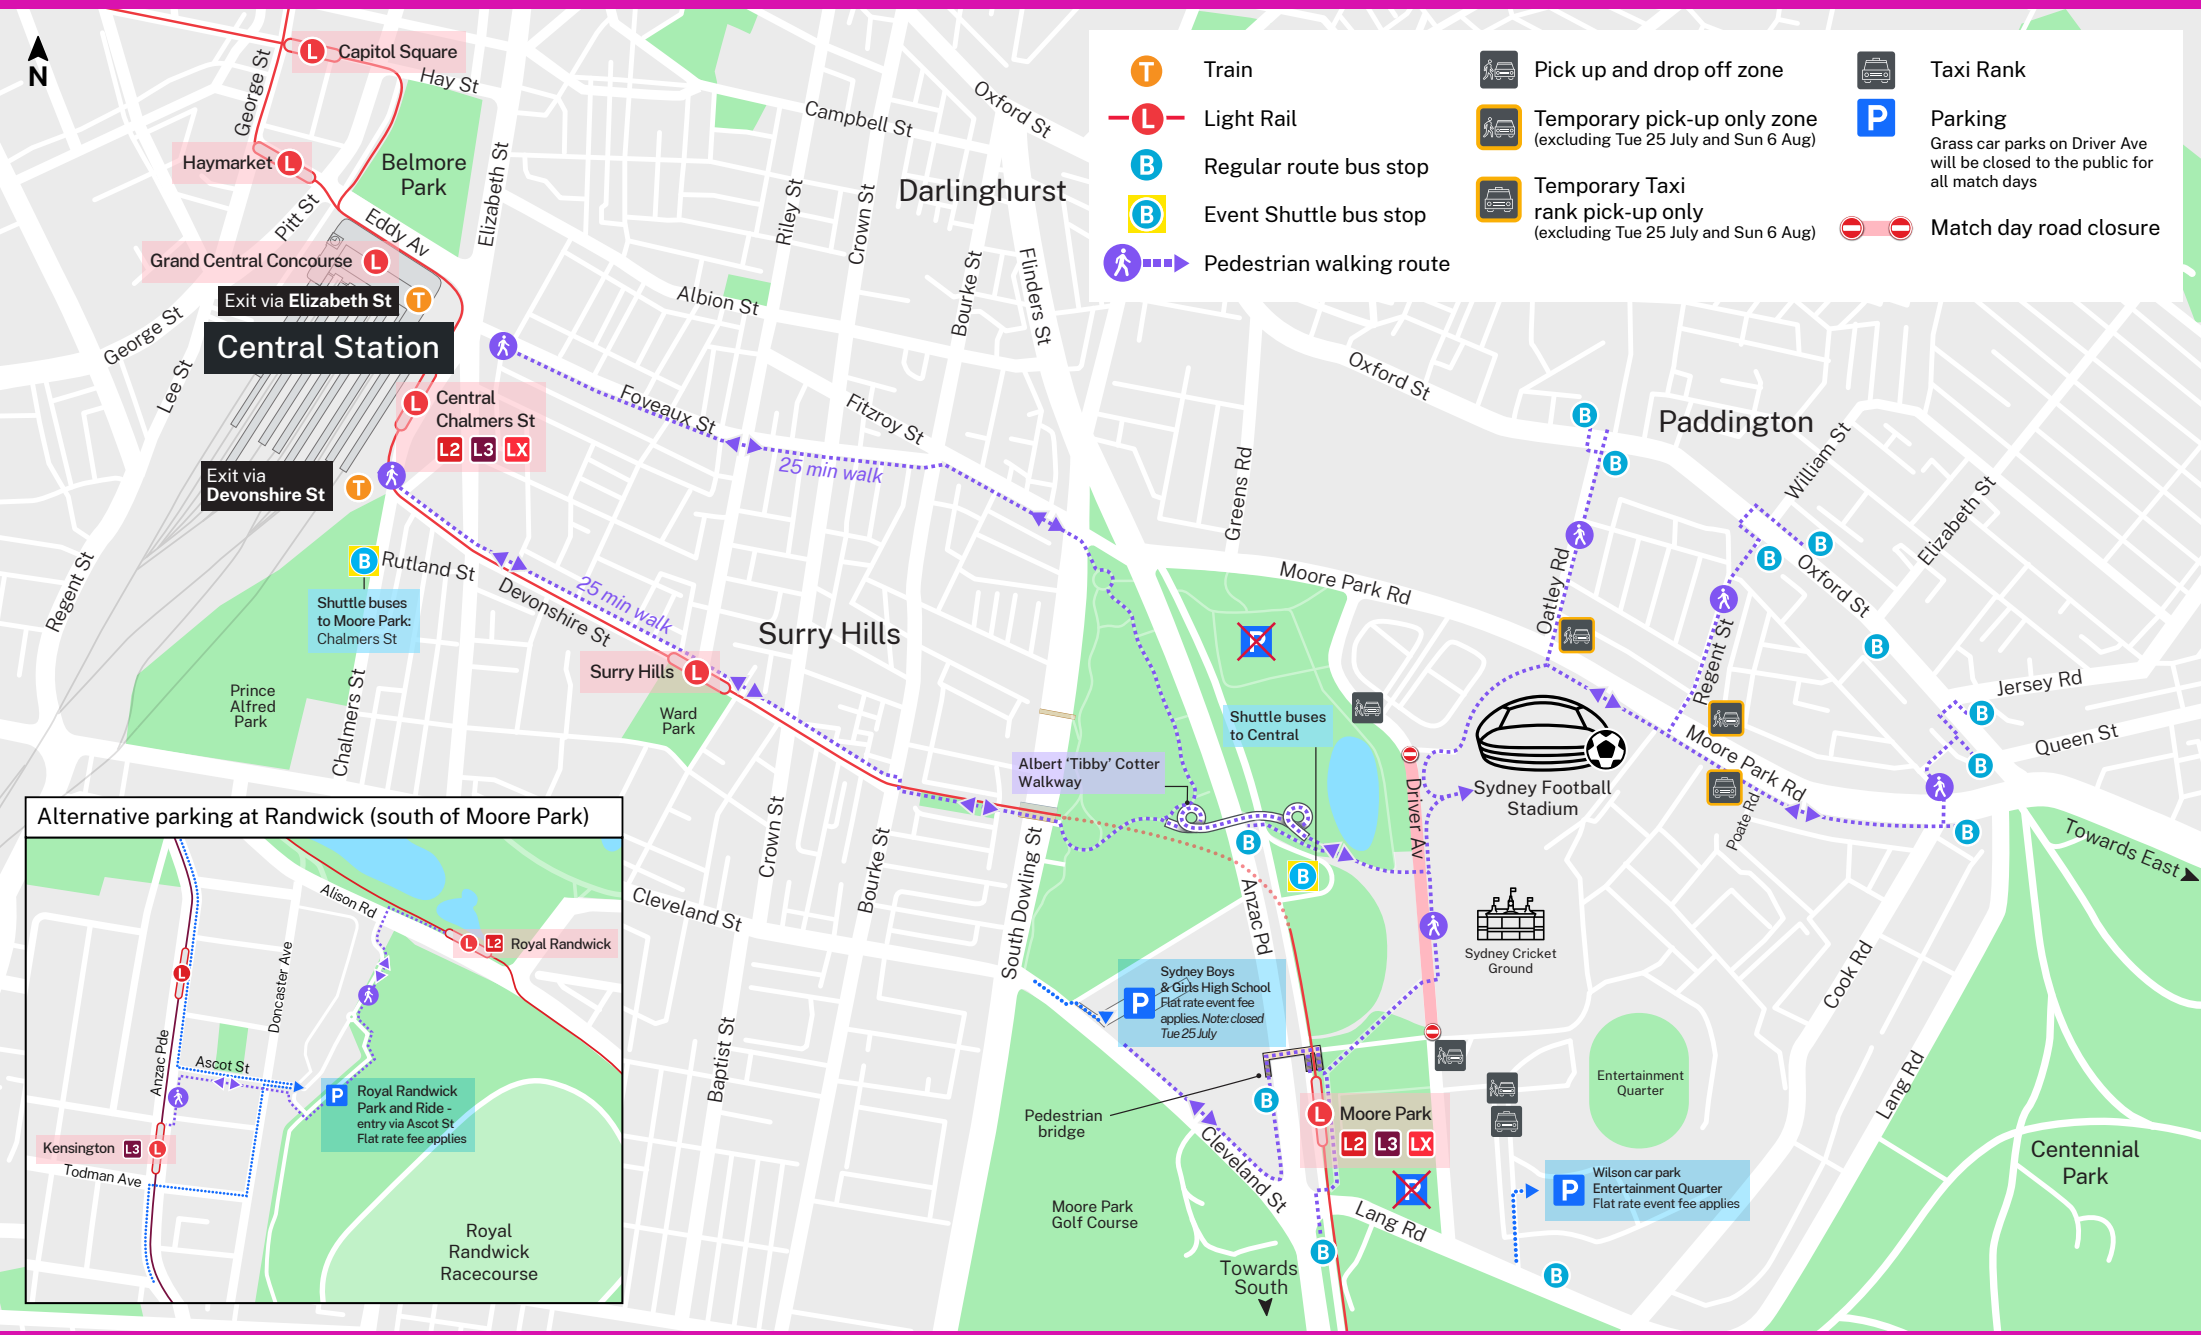 N
George St
L
Capitol Square
Hay St
Haymarket
L
Belmore
Park
Pitt St
Eddy Av
Elizabeth St
Grand Central Concourse
L
Exit via Elizabeth St
T
Central Station
George St
Lee St
L
Central
Chalmers St
L2
L3
LX
Exit via
Devonshire St
T
Regent St
B
Rutland St
Shuttle buses
to Moore Park:
Chalmers St
Devonshire St
25 min walk
Prince
Alfred
Park
Chalmers St
Surry Hills
L
Ward
Park
Surry Hills
Foveaux St
25 min walk
Fitzroy St
Albion St
Riley St
Crown St
Campbell St
Oxford St
Darlinghurst
Bourke St
Flinders St
Train
T
Light Rail
L
Regular route bus stop
B
Event Shuttle bus stop
B
Pedestrian walking route
Pick up and drop off zone
Temporary pick-up only zone
(excluding Tue 25 July and Sun 6 Aug)
Temporary Taxi
rank pick-up only
(excluding Tue 25 July and Sun 6 Aug)
Taxi Rank
P
Parking
Grass car parks on Driver Ave
will be closed to the public for
all match days
Match day road closure
Oxford St
Paddington
B
B
William St
Elizabeth St
Greens Rd
Moore Park Rd
Oatley Rd
Regent St
B
B
Oxford St
B
Jersey Rd
B
Queen St
B
B
Moore Park Rd
Poate Rd
Towards East
P
Shuttle buses
to Central
Albert ‘Tibby’ Cotter
Walkway
Driver Av
Sydney Football
Stadium
B
B
Anzac Pd
Sydney Cricket
Ground
South Dowling St
Crown St
Bourke St
Cleveland St
Baptist St
P
Sydney Boys
& Girls High School
Flat rate event fee
applies. Note: closed
Tue 25 July
Pedestrian
bridge
B
L
Moore Park
L2
L3
LX
P
Cleveland St
Moore Park
Golf Course
Lang Rd
B
Towards
South
B
P
Wilson car park
Entertainment Quarter
Flat rate event fee applies
Entertainment
Quarter
Cook Rd
Lang Rd
Centennial
Park
Alternative parking at Randwick (south of Moore Park)
Alison Rd
L
L2
Royal Randwick
L
Doncaster Ave
Anzac Pde
Ascot St
P
Royal Randwick
Park and Ride -
entry via Ascot St
Flat rate fee applies
Kensington
L3
L
Todman Ave
Royal
Randwick
Racecourse